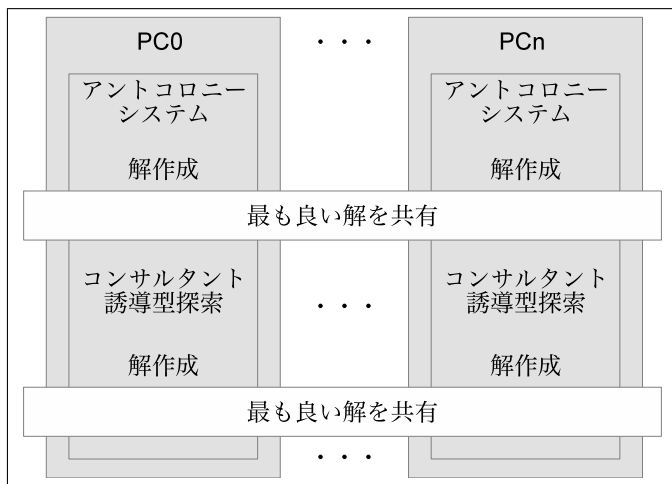 PC0 ・・・ PCn
アントコロニー アントコロニー
システム システム
解作成 解作成
最も良い解を共有
コンサルタント コンサルタント
誘導型探索 ・・・ 誘導型探索
解作成 解作成
最も良い解を共有
・・・